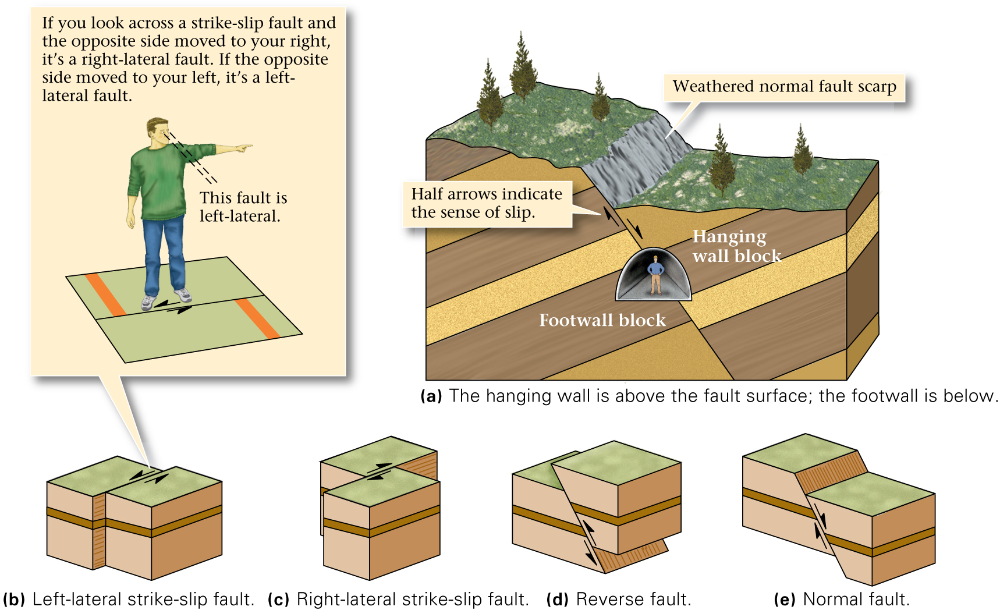 If you look across a strike-slip fault and
the opposite side moved to your right,
it's a right-lateral fault. If the opposite
side moved to your left, it's a left-
lateral fault.
This fault is
left-lateral.
Weathered normal fault scarp
Half arrows indicate
the sense of slip.
Hanging
wall block
Footwall block
(a) The hanging wall is above the fault surface; the footwall is below.
(b) Left-lateral strike-slip fault.
(c) Right-lateral strike-slip fault.
(d) Reverse fault.
(e) Normal fault.